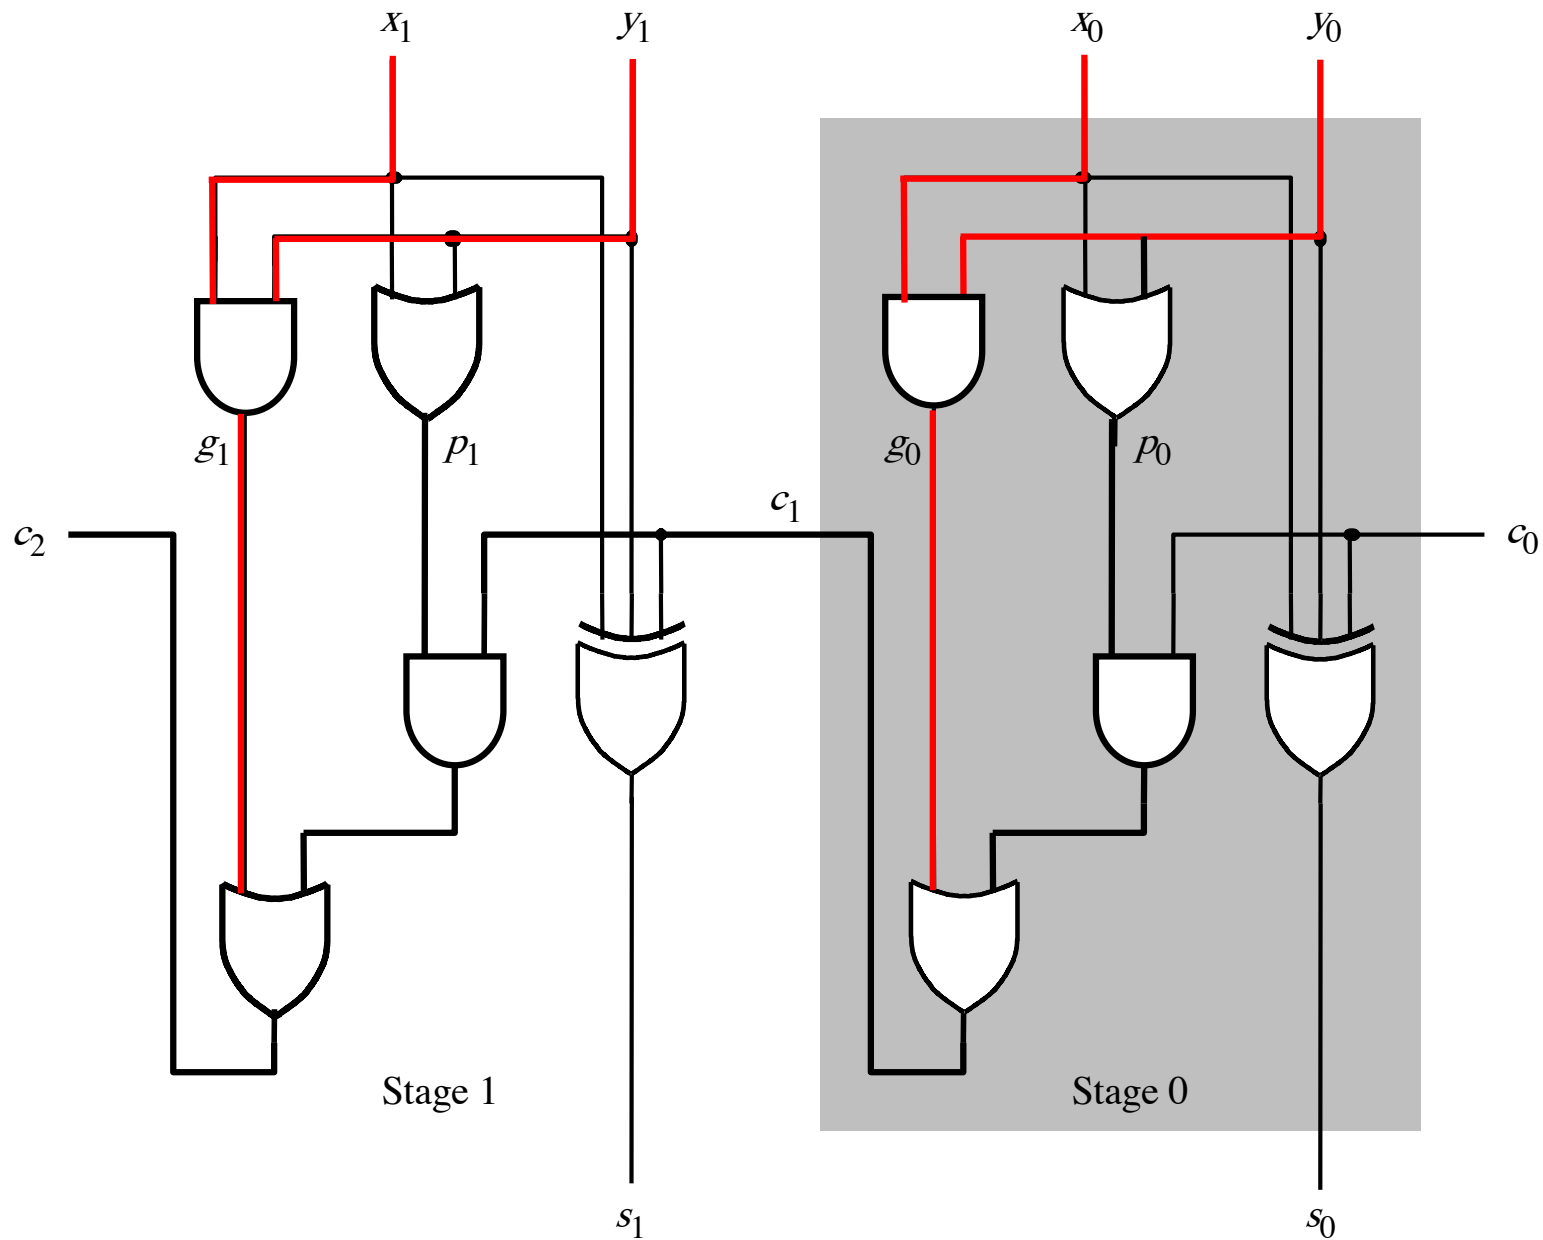 x₁ y₁ x₀ y₀
g₁ p₁ g₀ p₀
c₂ c₁ c₀
Stage 1 Stage 0
s₁ s₀